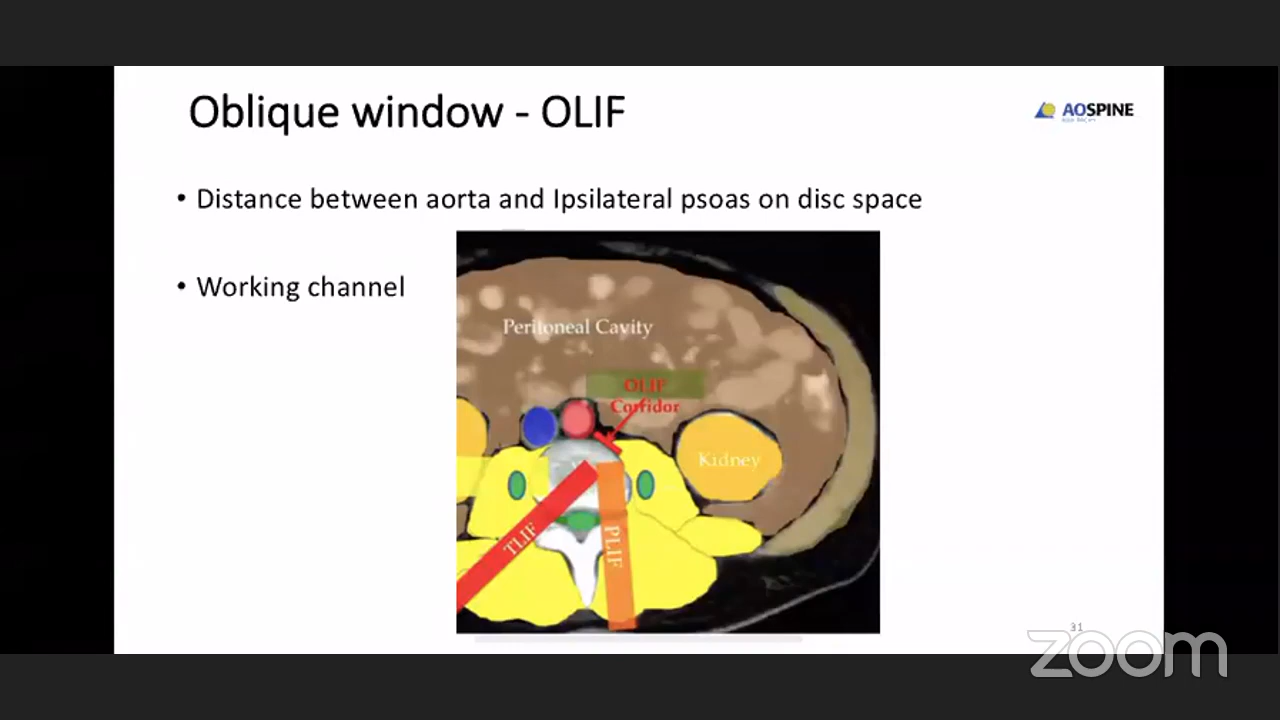 Oblique window - OLIF
AOSPINE
• Distance between aorta and Ipsilateral psoas on disc space
• Working channel
Peritoneal Cavity
OLIF
Corridor
Kidney
TLIF
PLIF
31
zoom